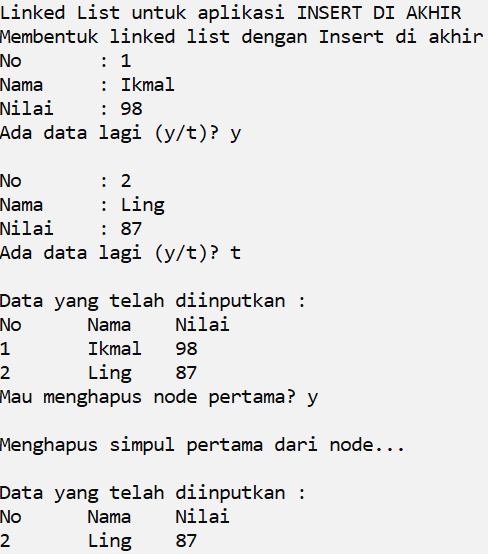 Linked List untuk aplikasi INSERT DI AKHIR
Membentuk linked list dengan Insert di akhir
No : 1
Nama : Ikmal
Nilai : 98
Ada data lagi (y/t)? y
No : 2
Nama : Ling
Nilai : 87
Ada data lagi (y/t)? t
Data yang telah diinputkan :
No Nama Nilai
1 Ikmal 98
2 Ling 87
Mau menghapus node pertama? y
Menghapus simpul pertama dari node...
Data yang telah diinputkan :
No Nama Nilai
2 Ling 87